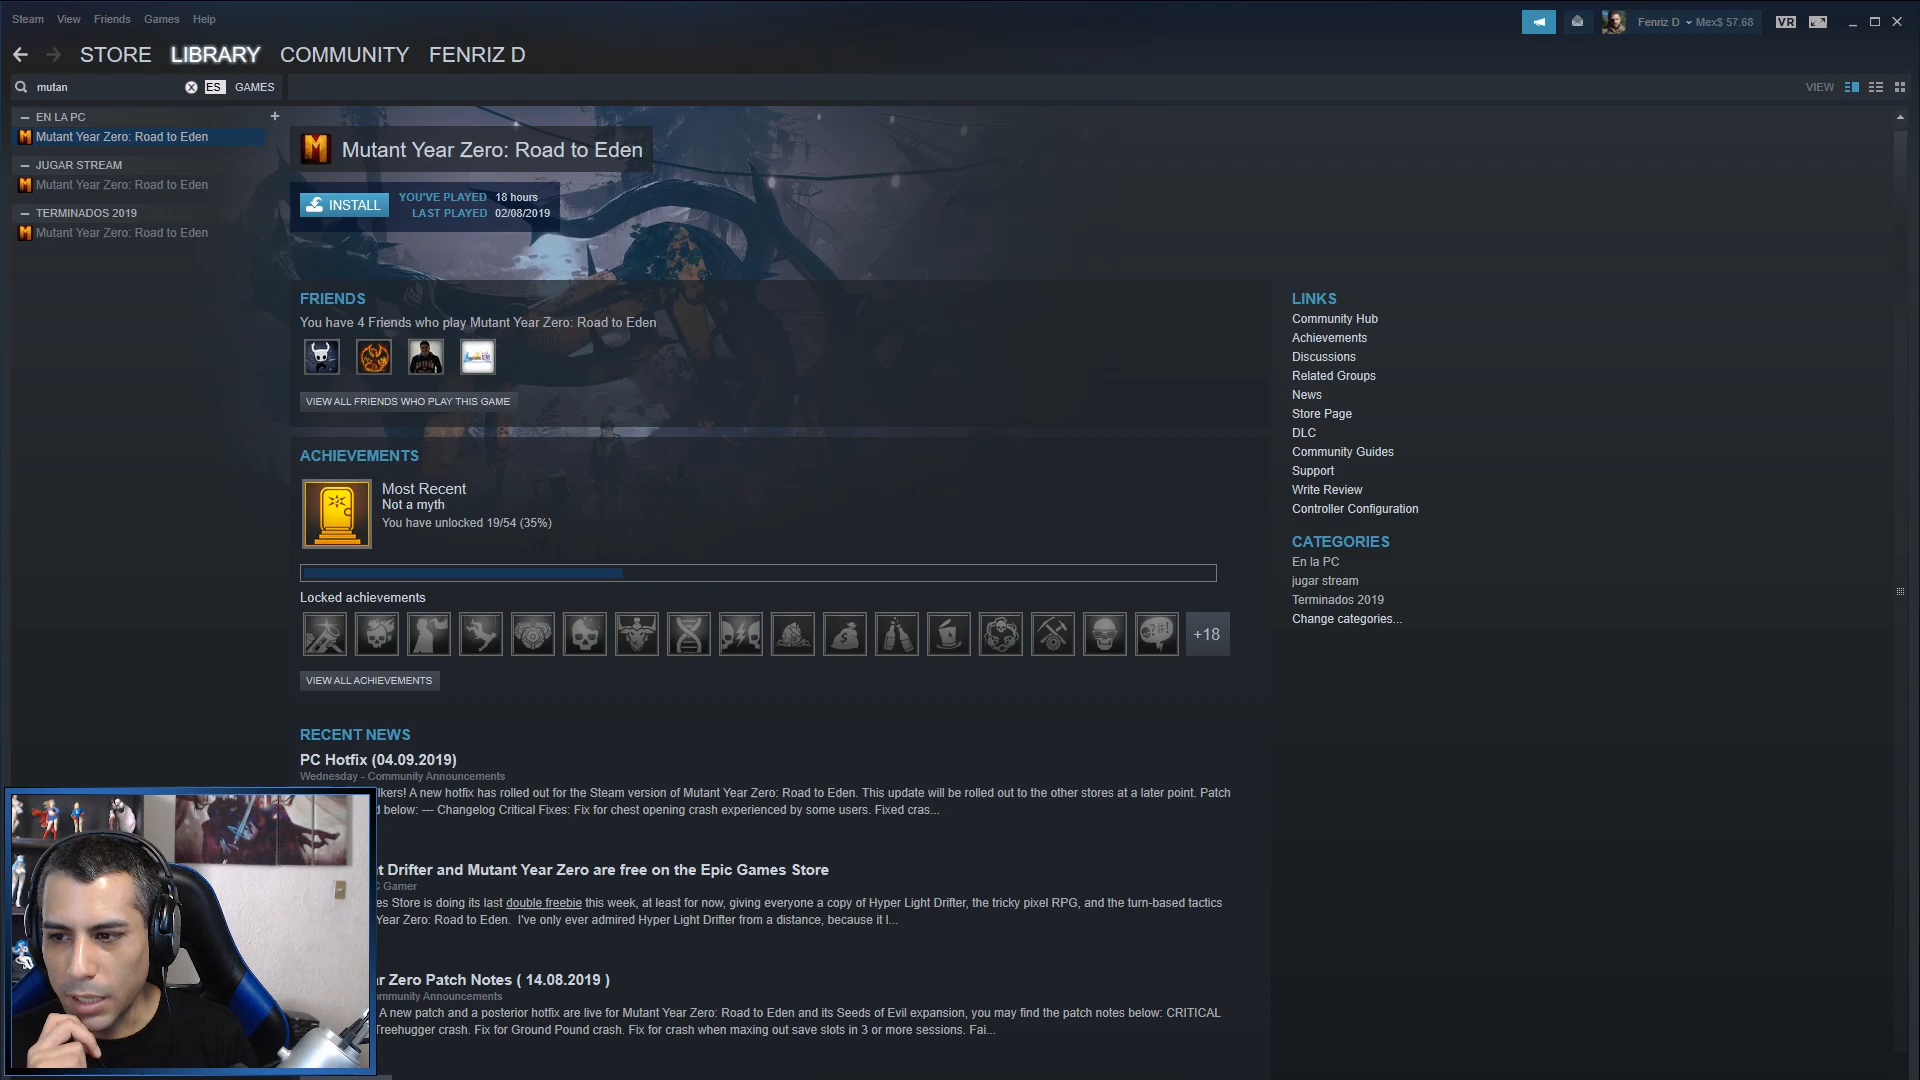 Steam View Friends Games Help
Fenriz D Mex$ 57.68 VR
STORE LIBRARY COMMUNITY FENRIZ D
mutan ES GAMES
VIEW
EN LA PC +
Mutant Year Zero: Road to Eden
JUGAR STREAM
Mutant Year Zero: Road to Eden
TERMINADOS 2019
Mutant Year Zero: Road to Eden
Mutant Year Zero: Road to Eden
INSTALL
YOU'VE PLAYED 18 hours
LAST PLAYED 02/08/2019
FRIENDS
You have 4 Friends who play Mutant Year Zero: Road to Eden
VIEW ALL FRIENDS WHO PLAY THIS GAME
ACHIEVEMENTS
Most Recent
Not a myth
You have unlocked 19/54 (35%)
Locked achievements
+18
VIEW ALL ACHIEVEMENTS
RECENT NEWS
PC Hotfix (04.09.2019)
Wednesday - Community Announcements
lkers! A new hotfix has rolled out for the Steam version of Mutant Year Zero: Road to Eden. This update will be rolled out to the other stores at a later point. Patch
d below: --- Changelog Critical Fixes: Fix for chest opening crash experienced by some users. Fixed cras...
t Drifter and Mutant Year Zero are free on the Epic Games Store
C Gamer
es Store is doing its last double freebie this week, at least for now, giving everyone a copy of Hyper Light Drifter, the tricky pixel RPG, and the turn-based tactics
Year Zero: Road to Eden. I've only ever admired Hyper Light Drifter from a distance, because it l...
r Zero Patch Notes ( 14.08.2019 )
mmunity Announcements
A new patch and a posterior hotfix are live for Mutant Year Zero: Road to Eden and its Seeds of Evil expansion, you may find the patch notes below: CRITICAL
Treehugger crash. Fix for Ground Pound crash. Fix for crash when maxing out save slots in 3 or more sessions. Fai...
LINKS
Community Hub
Achievements
Discussions
Related Groups
News
Store Page
DLC
Community Guides
Support
Write Review
Controller Configuration
CATEGORIES
En la PC
jugar stream
Terminados 2019
Change categories...